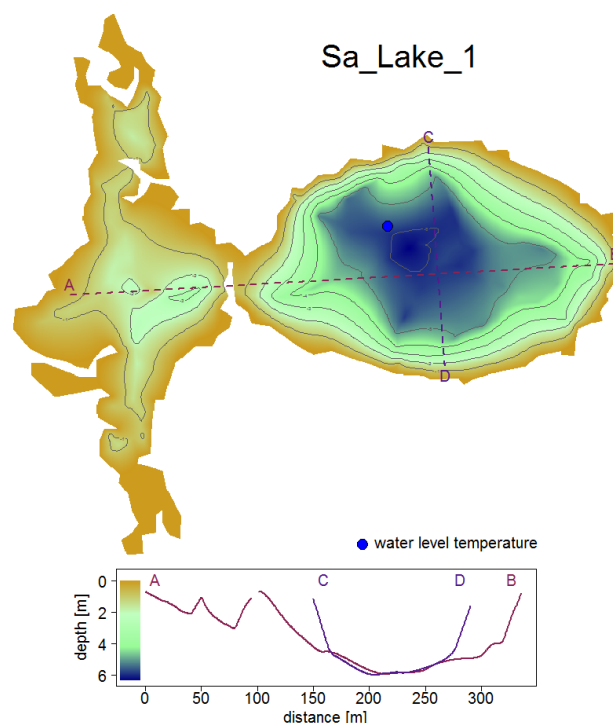 Sa_Lake_1
C
A
B
D
water level temperature
A C D B
0
2
4
6
depth [m]
0 50 100 150 200 250 300
distance [m]